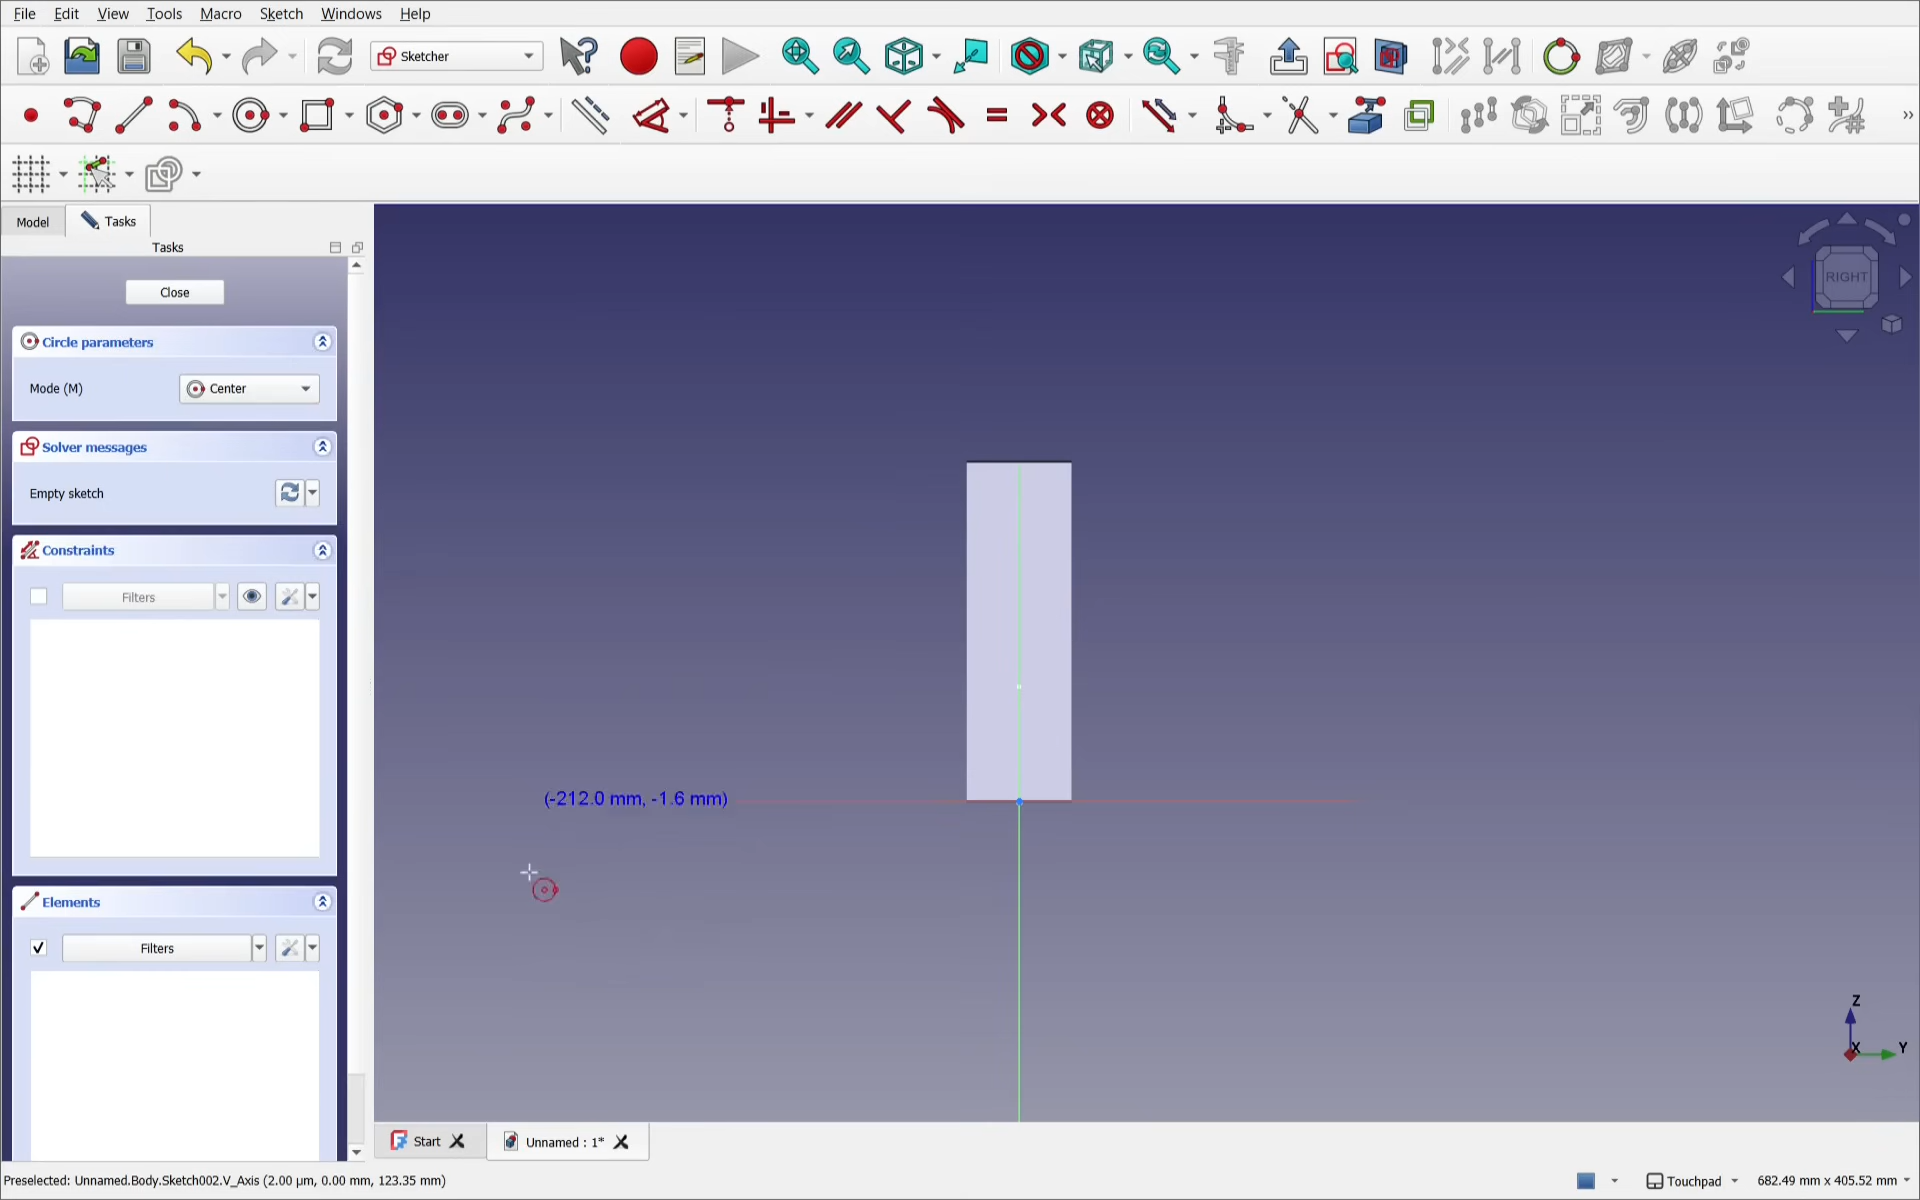 File Edit View Tools Macro Sketch Windows Help
Sketcher
Model Tasks
Tasks
Close
Circle parameters
Mode (M) Center
Solver messages
Empty sketch
Constraints
Filters
Elements
Filters
(-212.0 mm, -1.6 mm)
RIGHT
Z
X
Y
Start Unnamed : 1*
Preselected: Unnamed.Body.Sketch002.V_Axis (2.00 µm, 0.00 mm, 123.35 mm) Touchpad 682.49 mm x 405.52 mm